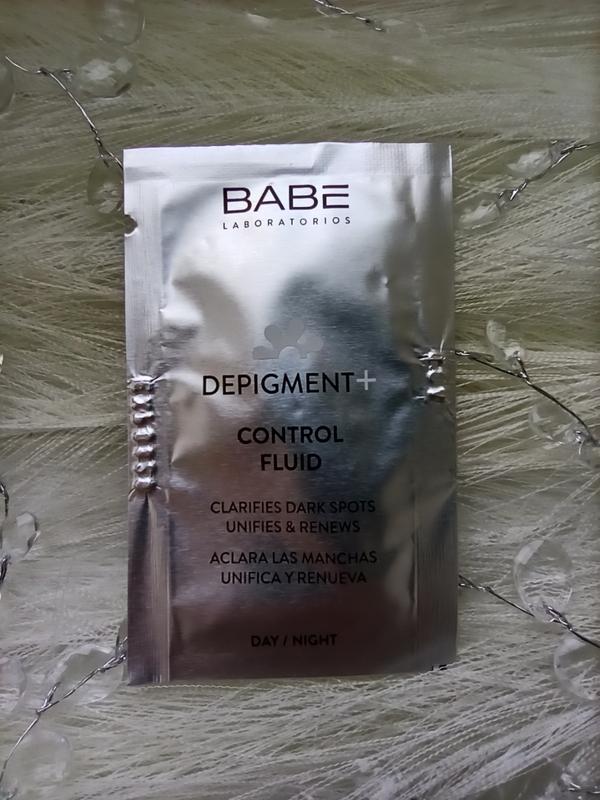 BABE
LABORATORIOS
DEPIGMENT+
CONTROL
FLUID
CLARIFIES DARK SPOTS
UNIFIES & RENEWS
ACLARA LAS MANCHAS
UNIFICA Y RENUEVA
DAY / NIGHT